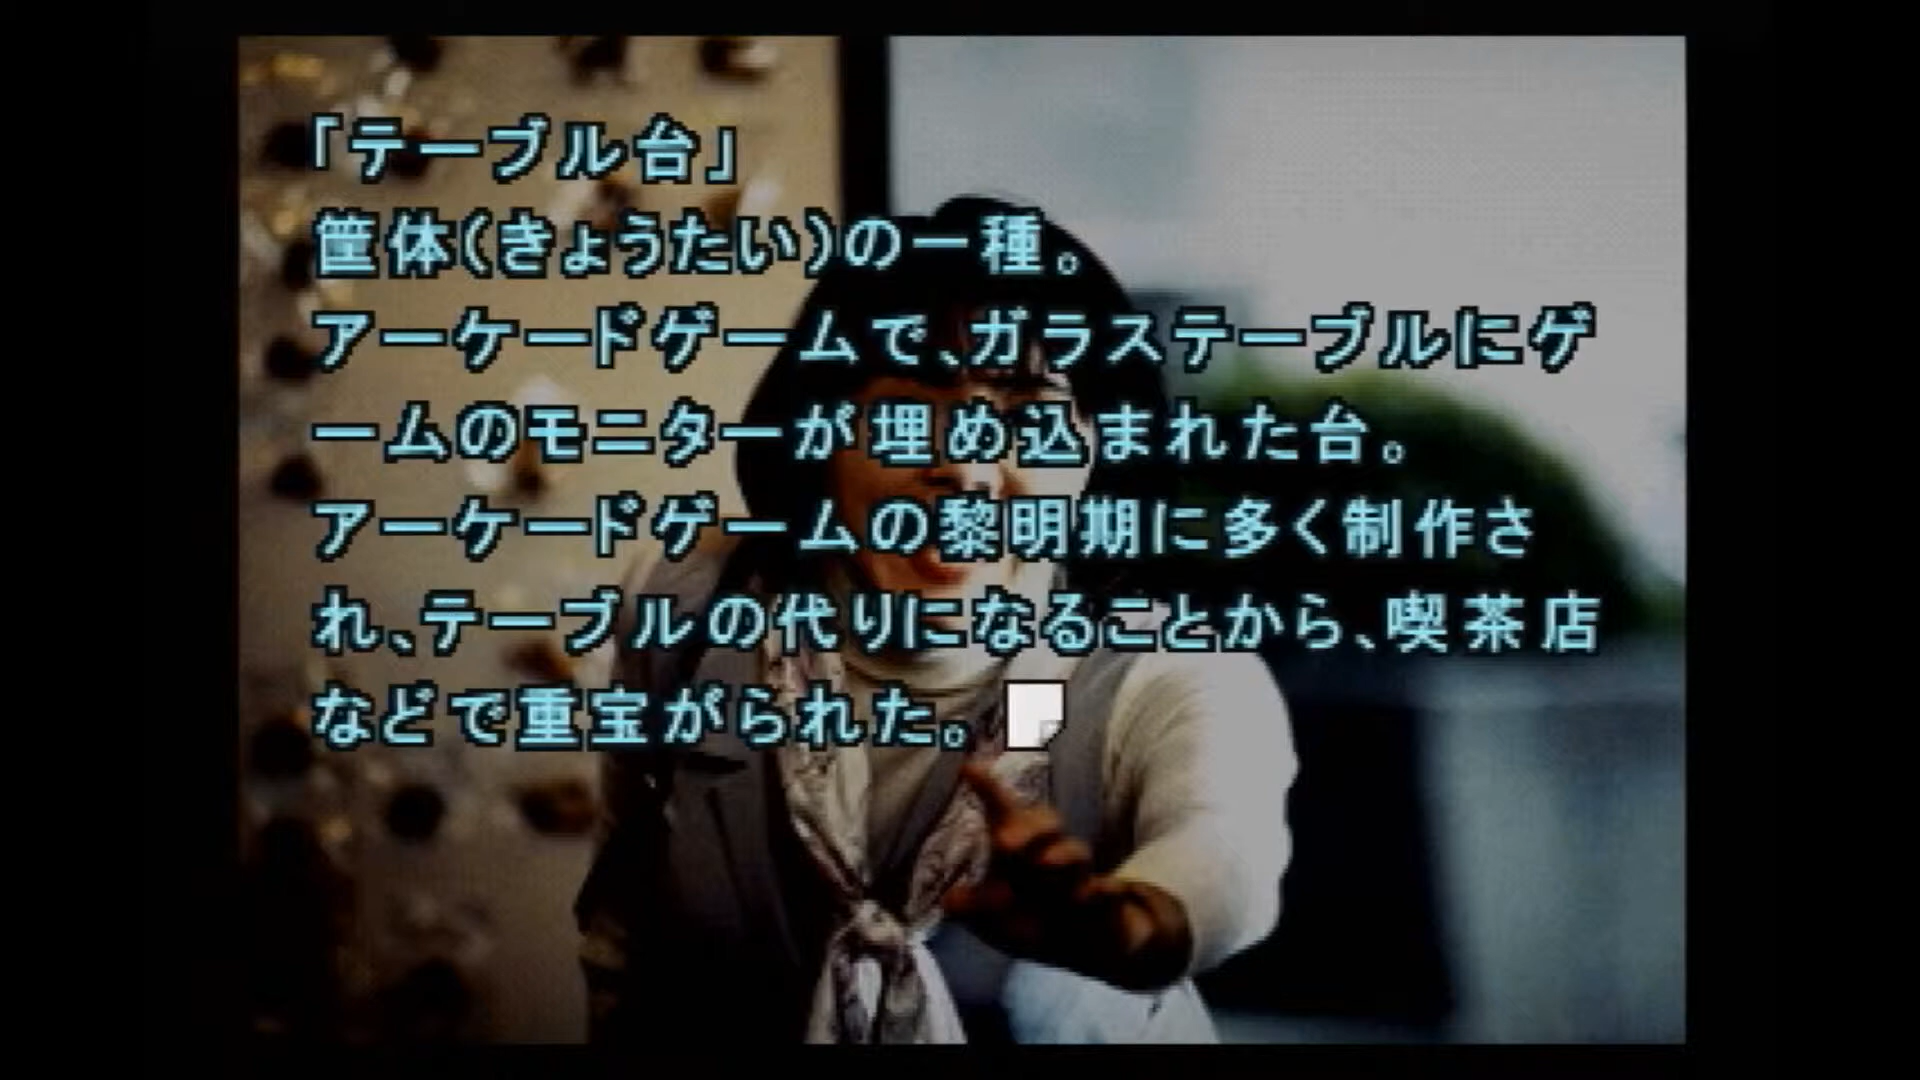 「テーブル台」
筐体（きょうたい）の一種。
アーケードゲームで、ガラステーブルにゲ
ームのモニターが埋め込まれた台。
アーケードゲームの黎明期に多く制作さ
れ、テーブルの代りになることから、喫茶店
などで重宝がられた。